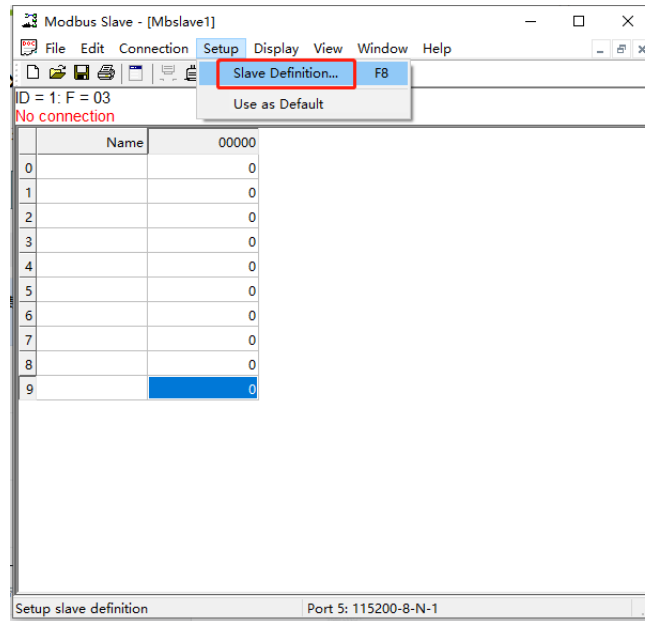 Modbus Slave - [Mbslave1]
File Edit Connection Setup Display View Window Help
Slave Definition... F8
Use as Default
ID = 1: F = 03
No connection
Name 00000
0 0
1 0
2 0
3 0
4 0
5 0
6 0
7 0
8 0
9 0
Setup slave definition Port 5: 115200-8-N-1